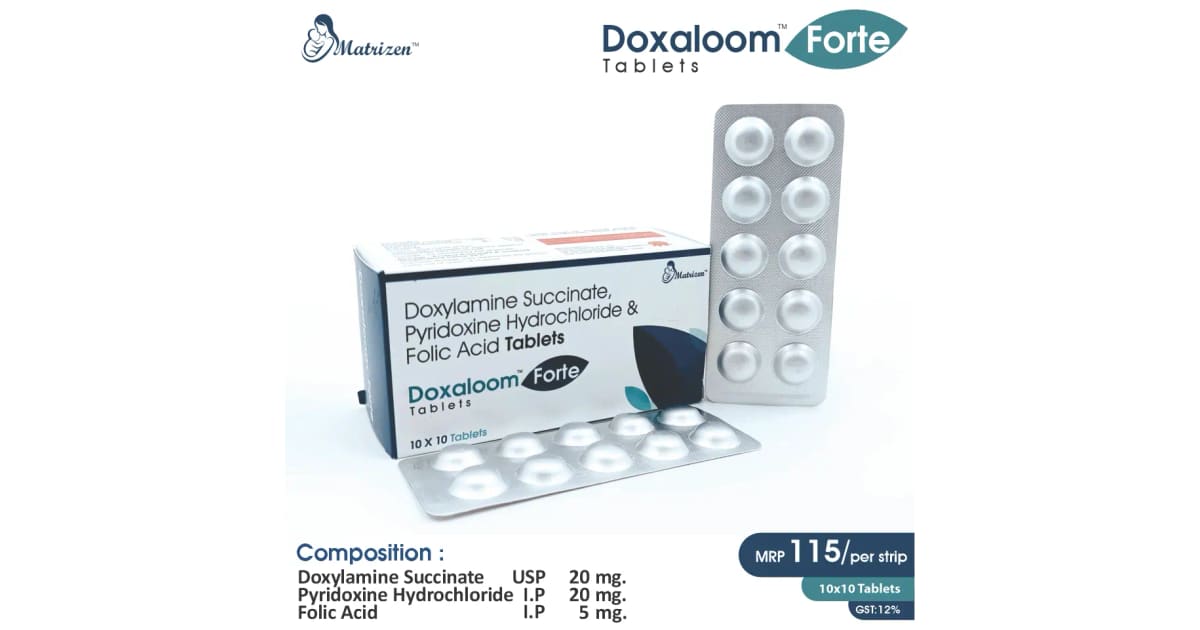 Matrizen™
Doxaloom™ Forte
Tablets
Matrizen™
Doxylamine Succinate,
Pyridoxine Hydrochloride &
Folic Acid Tablets
Doxaloom™ Forte
Tablets
10 X 10 Tablets
Composition :
Doxylamine Succinate USP 20 mg.
Pyridoxine Hydrochloride I.P 20 mg.
Folic Acid I.P 5 mg.
MRP 115/per strip
10x10 Tablets
GST:12%